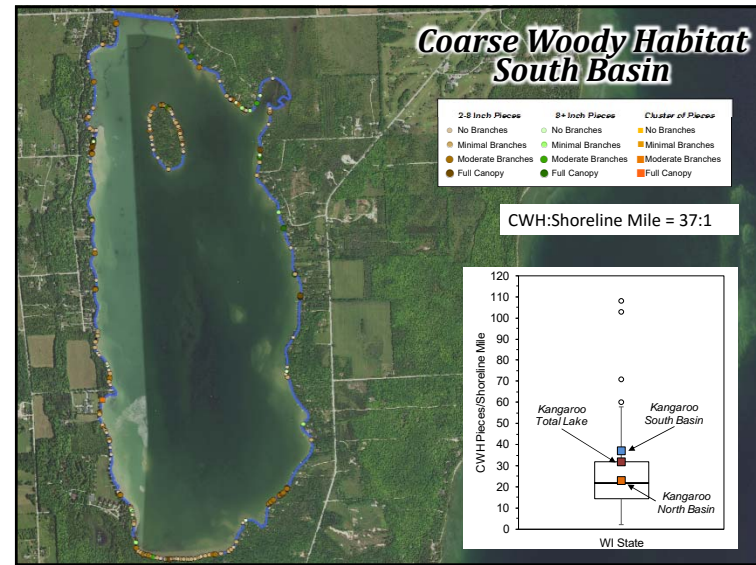 Coarse Woody Habitat
South Basin
2-8 Inch Pieces 8+ Inch Pieces Cluster of Pieces
No Branches No Branches No Branches
Minimal Branches Minimal Branches Minimal Branches
Moderate Branches Moderate Branches Moderate Branches
Full Canopy Full Canopy Full Canopy
CWH:Shoreline Mile = 37:1
120
110
100
90
80
70
60
50
40
30
20
10
0
CWH Pieces/Shoreline Mile
Kangaroo
Total Lake
Kangaroo
South Basin
Kangaroo
North Basin
WI State